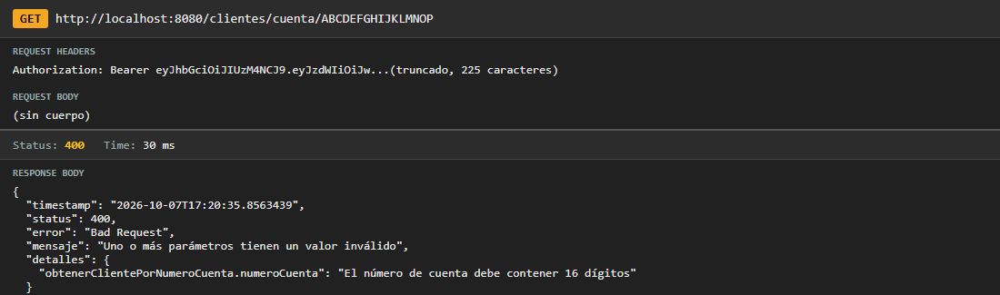 GET http://localhost:8080/clientes/cuenta/ABCDEFGHIJKLMNOP
REQUEST HEADERS
Authorization: Bearer eyJhbGciOiJIUzM4NCJ9.eyJzdWIiOiJw...(truncado, 225 caracteres)
REQUEST BODY
(sin cuerpo)
Status: 400 Time: 30 ms
RESPONSE BODY
{
  "timestamp": "2026-10-07T17:20:35.8563439",
  "status": 400,
  "error": "Bad Request",
  "mensaje": "Uno o más parámetros tienen un valor inválido",
  "detalles": {
    "obtenerClientePorNumeroCuenta.numeroCuenta": "El número de cuenta debe contener 16 dígitos"
  }